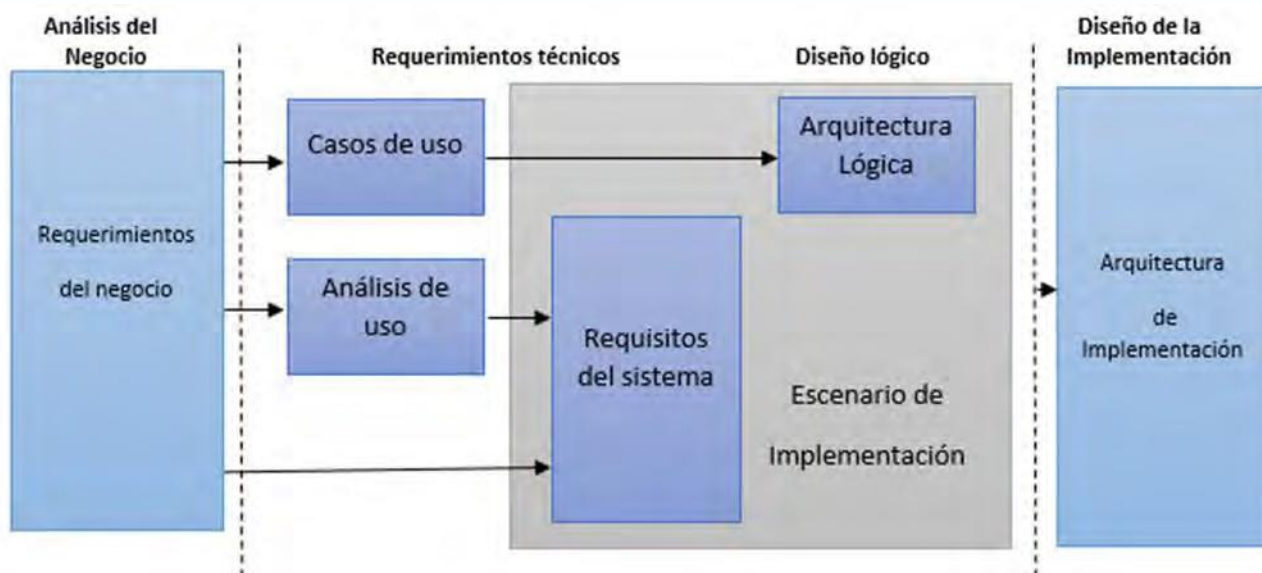 Análisis del
Negocio
Requerimientos técnicos
Diseño lógico
Diseño de la
Implementación
Requerimientos
del negocio
Casos de uso
Análisis de
uso
Requisitos
del sistema
Arquitectura
Lógica
Escenario de
Implementación
Arquitectura
de
Implementación